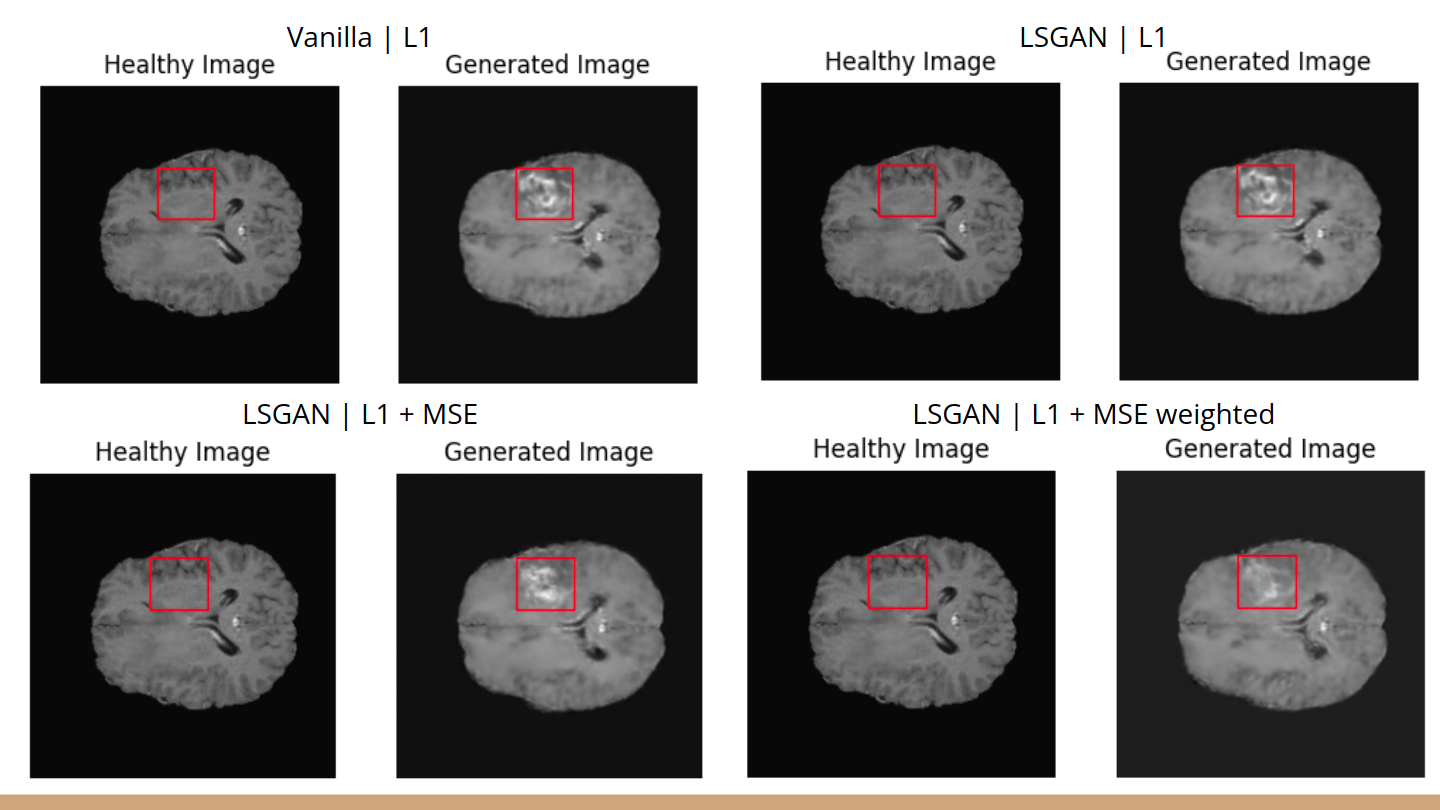 Vanilla | L1
Healthy Image
Generated Image
LSGAN | L1
Healthy Image
Generated Image
LSGAN | L1 + MSE
Healthy Image
Generated Image
LSGAN | L1 + MSE weighted
Healthy Image
Generated Image